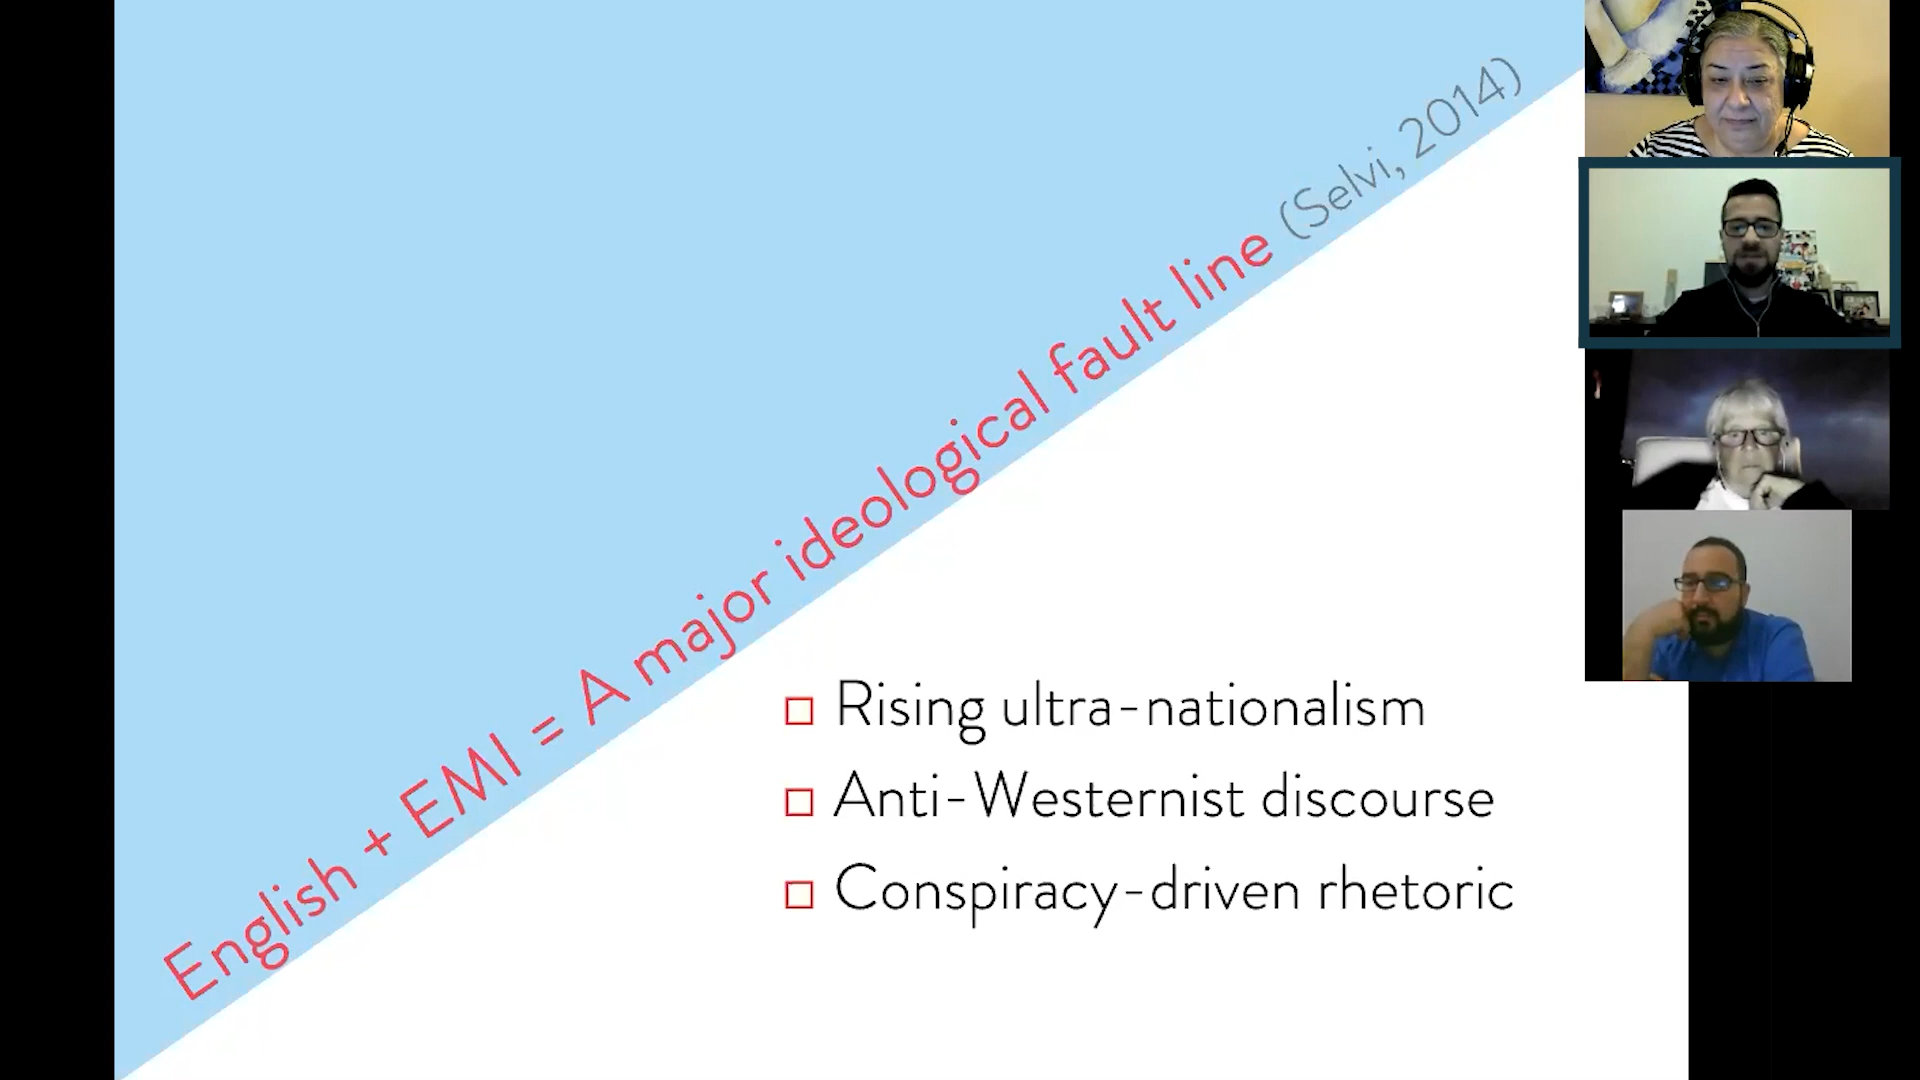 English + EMI = A major ideological fault line (Selvi, 2014)
Rising ultra-nationalism
Anti-Westernist discourse
Conspiracy-driven rhetoric